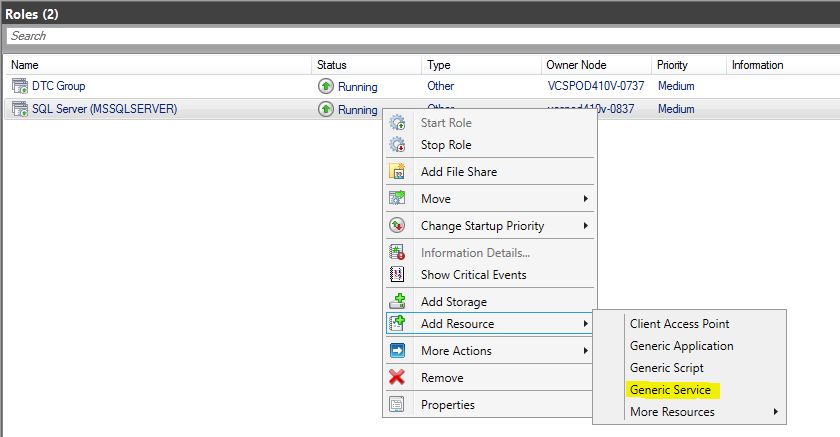 Roles (2)
Search
Name Status Type Owner Node Priority Information
DTC Group Running Other VCSPOD410V-0737 Medium
SQL Server (MSSQLSERVER) Running Other vcspod410v-0837 Medium
Start Role
Stop Role
Add File Share
Move
Change Startup Priority
Information Details...
Show Critical Events
Add Storage
Add Resource
More Actions
Remove
Properties
Client Access Point
Generic Application
Generic Script
Generic Service
More Resources